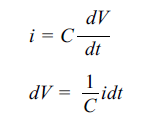 i = C dV/dt
dV = 1/C idt